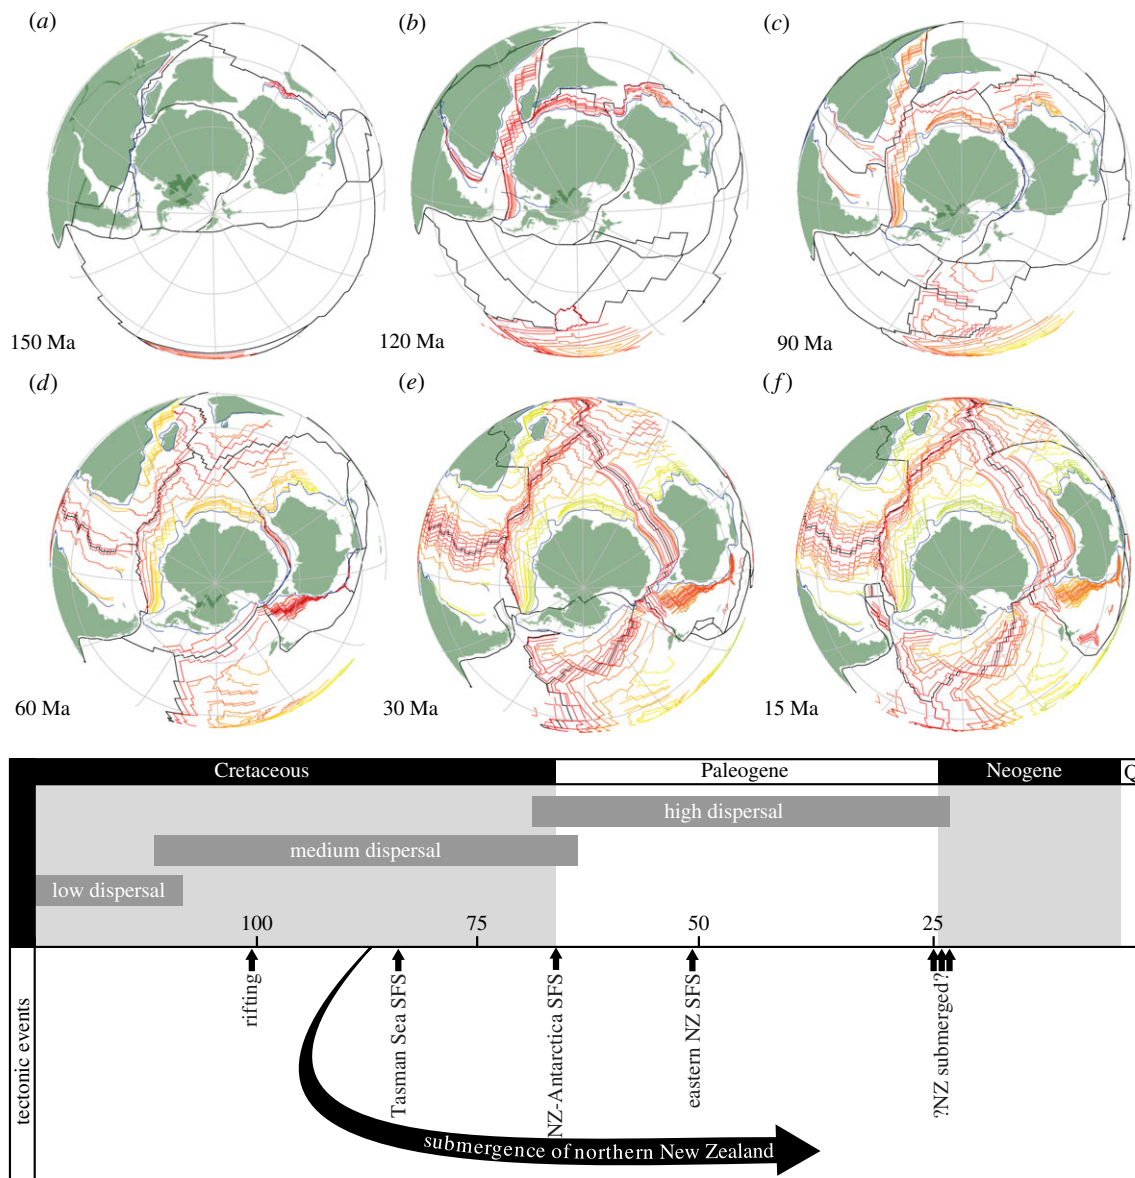 (a)
(b)
(c)
150 Ma
120 Ma
90 Ma
(d)
(e)
(f)
60 Ma
30 Ma
15 Ma
Cretaceous
Paleogene
Neogene
Q
high dispersal
medium dispersal
low dispersal
100
75
50
25
tectonic events
rifting
Tasman Sea SFS
NZ-Antarctica SFS
eastern NZ SFS
?NZ submerged?
submergence of northern New Zealand